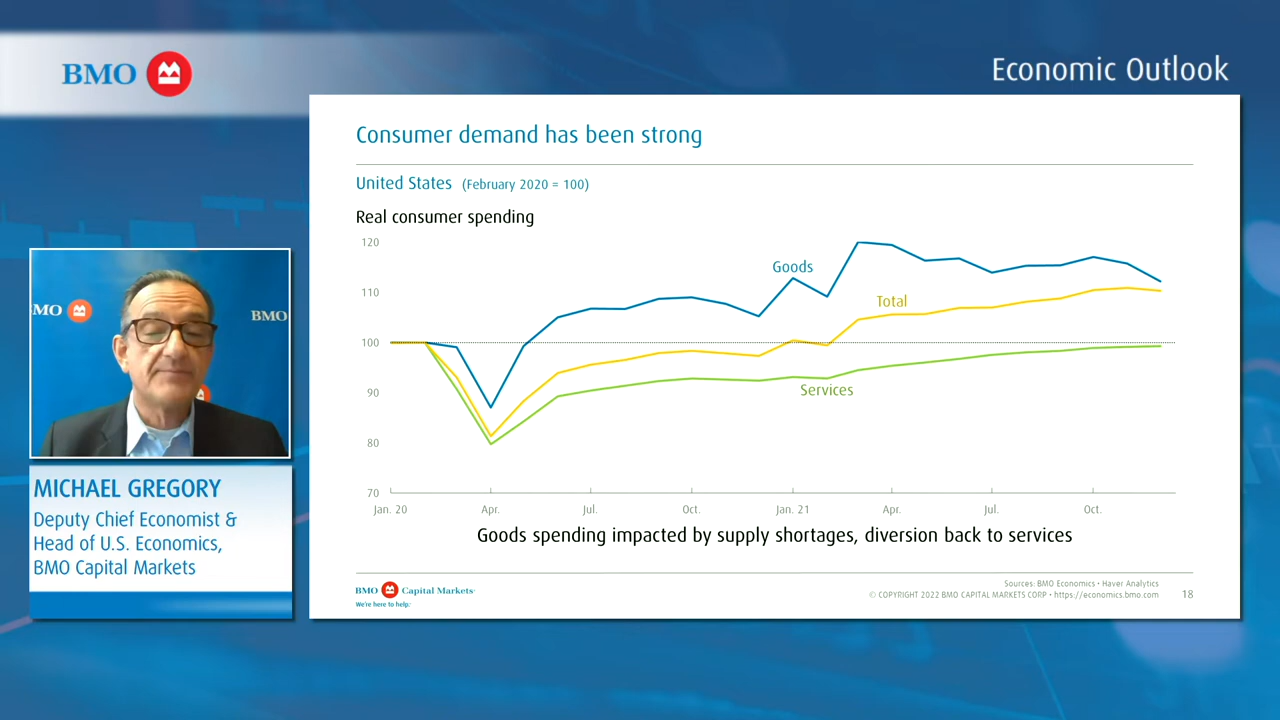 BMO
Economic Outlook
Consumer demand has been strong
United States (February 2020 = 100)
Real consumer spending
120
110
100
90
80
70
Goods
Total
Services
Jan. 20 Apr. Jul. Oct. Jan. 21 Apr. Jul. Oct.
Goods spending impacted by supply shortages, diversion back to services
BMO Capital Markets
We're here to help.
Sources: BMO Economics • Haver Analytics
© COPYRIGHT 2022 BMO CAPITAL MARKETS CORP • https://economics.bmo.com
18
MO
BMO
MICHAEL GREGORY
Deputy Chief Economist &
Head of U.S. Economics,
BMO Capital Markets